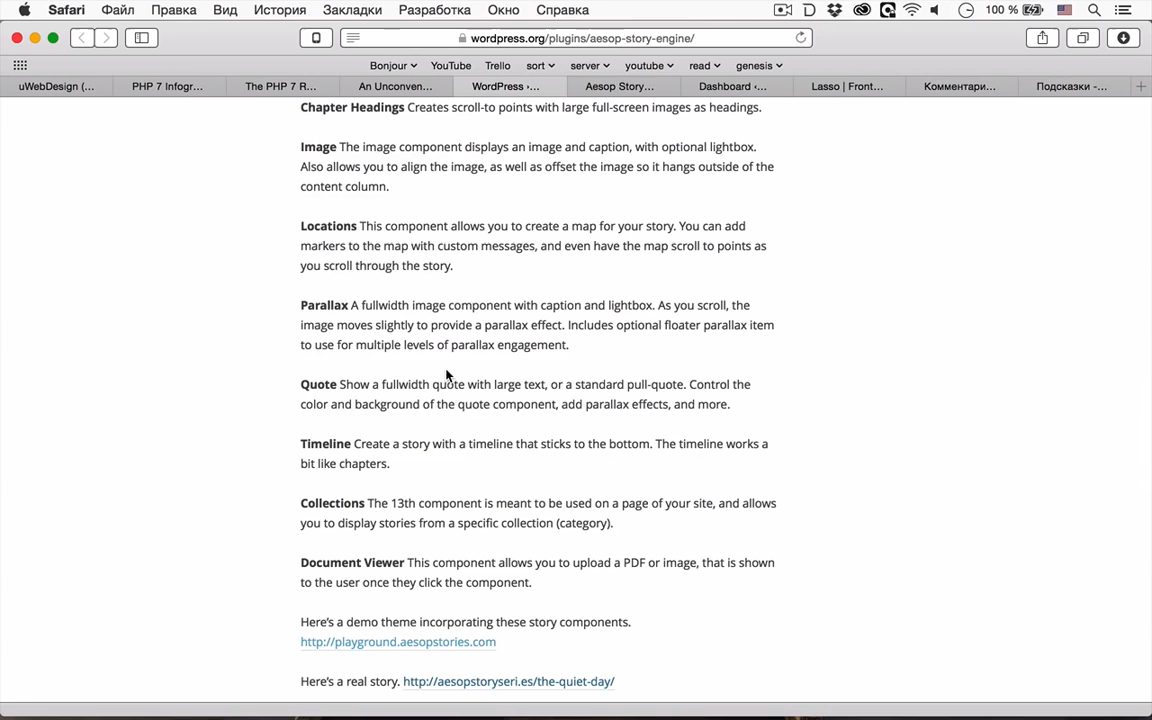 Safari Файл Правка Вид История Закладки Разработка Окно Справка 100 %
wordpress.org/plugins/aesop-story-engine/
Bonjour YouTube Trello sort server youtube read genesis
uWebDesign (... PHP 7 Infogr... The PHP 7 R... An Unconven... WordPress ›... Aesop Story... Dashboard ‹... Lasso | Front... Комментари... Подсказки -...
Chapter Headings Creates scroll-to points with large full-screen images as headings.
Image The image component displays an image and caption, with optional lightbox.
Also allows you to align the image, as well as offset the image so it hangs outside of the
content column.
Locations This component allows you to create a map for your story. You can add
markers to the map with custom messages, and even have the map scroll to points as
you scroll through the story.
Parallax A fullwidth image component with caption and lightbox. As you scroll, the
image moves slightly to provide a parallax effect. Includes optional floater parallax item
to use for multiple levels of parallax engagement.
Quote Show a fullwidth quote with large text, or a standard pull-quote. Control the
color and background of the quote component, add parallax effects, and more.
Timeline Create a story with a timeline that sticks to the bottom. The timeline works a
bit like chapters.
Collections The 13th component is meant to be used on a page of your site, and allows
you to display stories from a specific collection (category).
Document Viewer This component allows you to upload a PDF or image, that is shown
to the user once they click the component.
Here's a demo theme incorporating these story components.
http://playground.aesopstories.com
Here's a real story. http://aesopstoryseri.es/the-quiet-day/